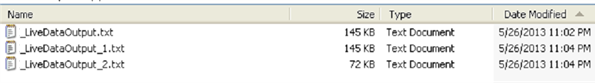 Name Size Type Date Modified
_LiveDataOutput.txt 145 KB Text Document 5/26/2013 11:02 PM
_LiveDataOutput_1.txt 145 KB Text Document 5/26/2013 11:04 PM
_LiveDataOutput_2.txt 72 KB Text Document 5/26/2013 11:04 PM